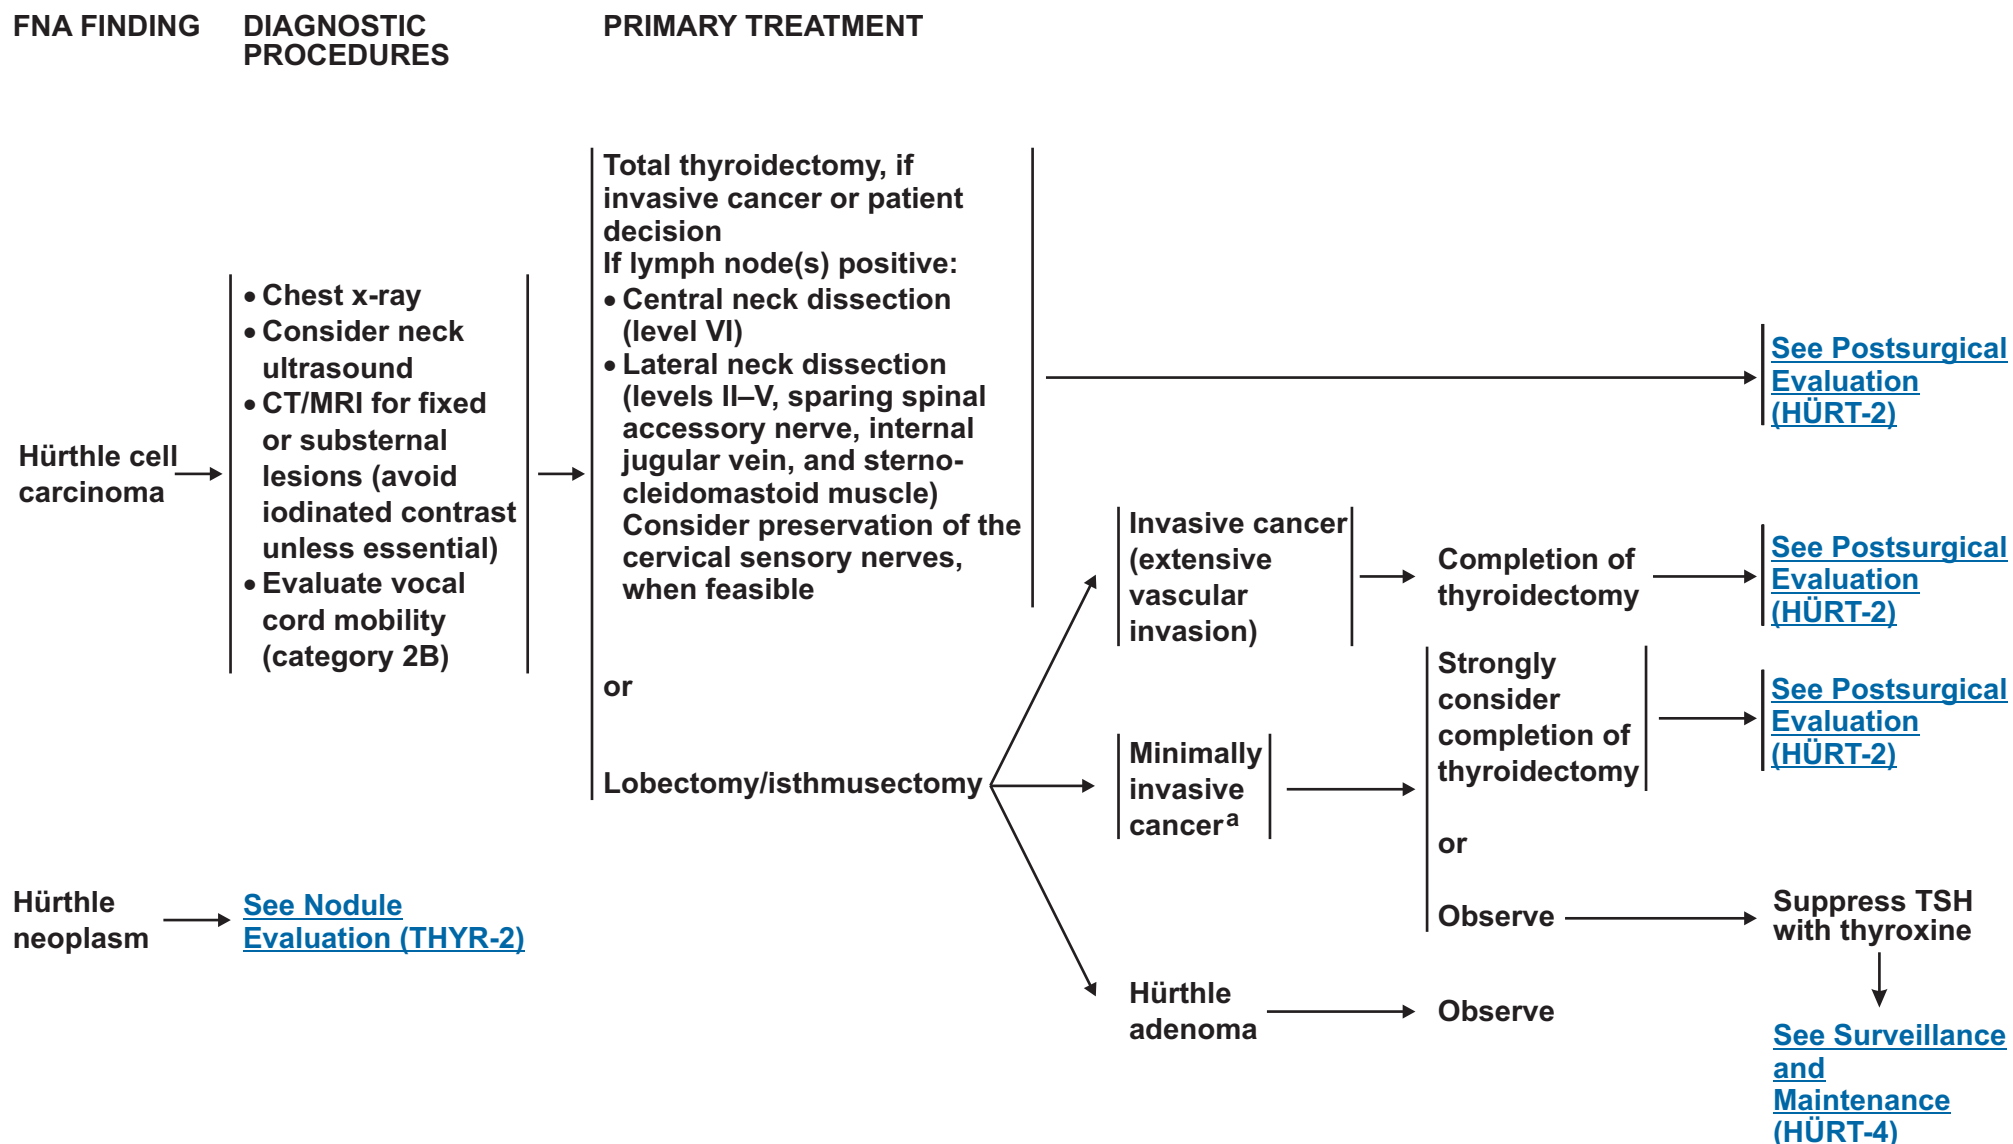 FNA FINDING
DIAGNOSTIC
PROCEDURES
PRIMARY TREATMENT
Hürthle cell
carcinoma
• Chest x-ray
• Consider neck
ultrasound
• CT/MRI for fixed
or substernal
lesions (avoid
iodinated contrast
unless essential)
• Evaluate vocal
cord mobility
(category 2B)
Total thyroidectomy, if
invasive cancer or patient
decision
If lymph node(s) positive:
• Central neck dissection
(level VI)
• Lateral neck dissection
(levels II–V, sparing spinal
accessory nerve, internal
jugular vein, and sterno-
cleidomastoid muscle)
Consider preservation of the
cervical sensory nerves,
when feasible
or
Lobectomy/isthmusectomy
See Postsurgical
Evaluation
(HÜRT-2)
Invasive cancer
(extensive
vascular
invasion)
Completion of
thyroidectomy
See Postsurgical
Evaluation
(HÜRT-2)
Minimally
invasive
cancerᵃ
Strongly
consider
completion of
thyroidectomy
See Postsurgical
Evaluation
(HÜRT-2)
or
Observe
Suppress TSH
with thyroxine
See Surveillance
and
Maintenance
(HÜRT-4)
Hürthle
adenoma
Observe
Hürthle
neoplasm
See Nodule
Evaluation (THYR-2)